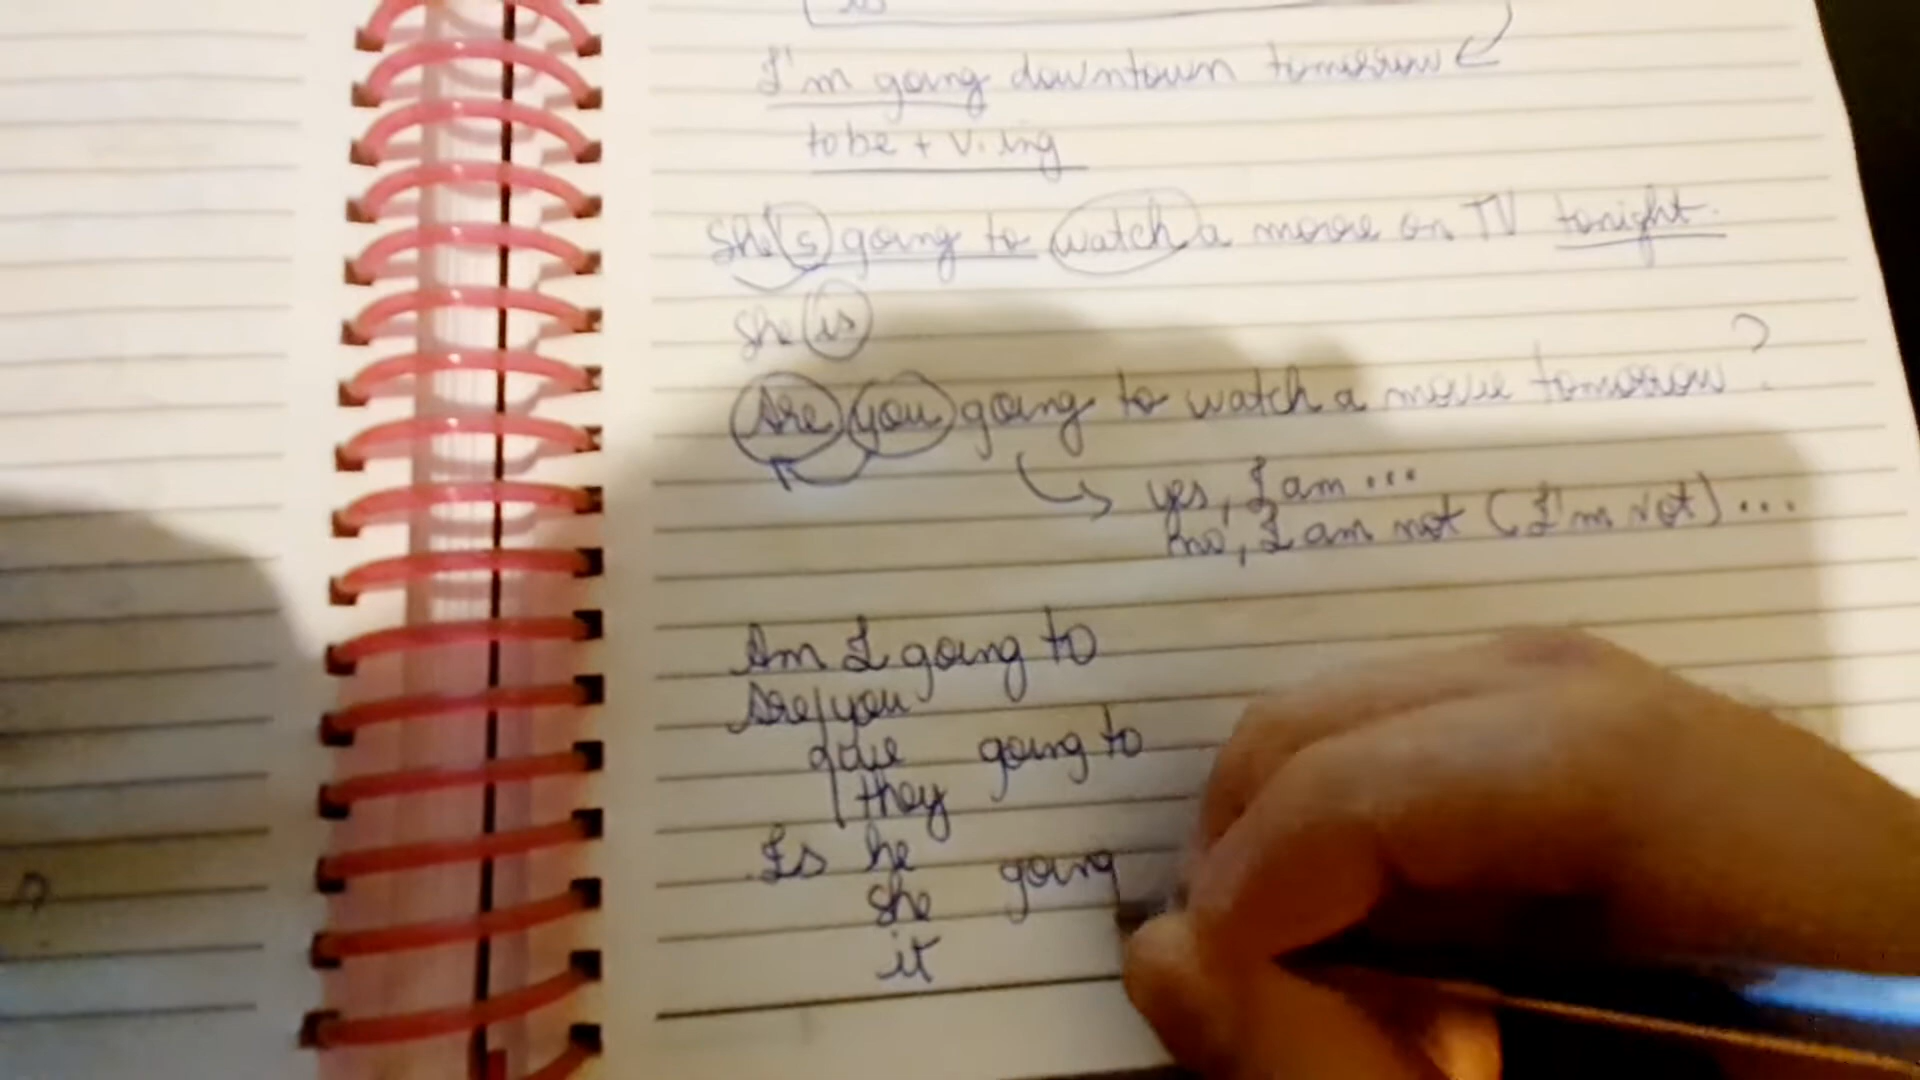 I'm going downtown tomorrow
to be + V. ing
She's going to watch a movie on TV tonight.
She is
Are you going to watch a movie tomorrow?
yes, I am ...
no, I am not (I'm not) ...
Am I going to
Are you
going to
they
Is he
she going
it